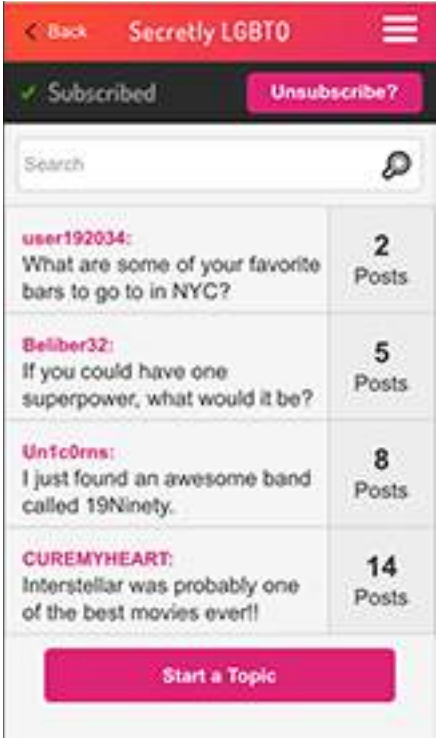 Back
Secretly LGBTQ
Subscribed
Unsubscribe?
Search
user192034:
What are some of your favorite
bars to go to in NYC?
2
Posts
Beliber32:
If you could have one
superpower, what would it be?
5
Posts
Un1c0rns:
I just found an awesome band
called 19Ninety.
8
Posts
CUREMYHEART:
Interstellar was probably one
of the best movies ever!!
14
Posts
Start a Topic